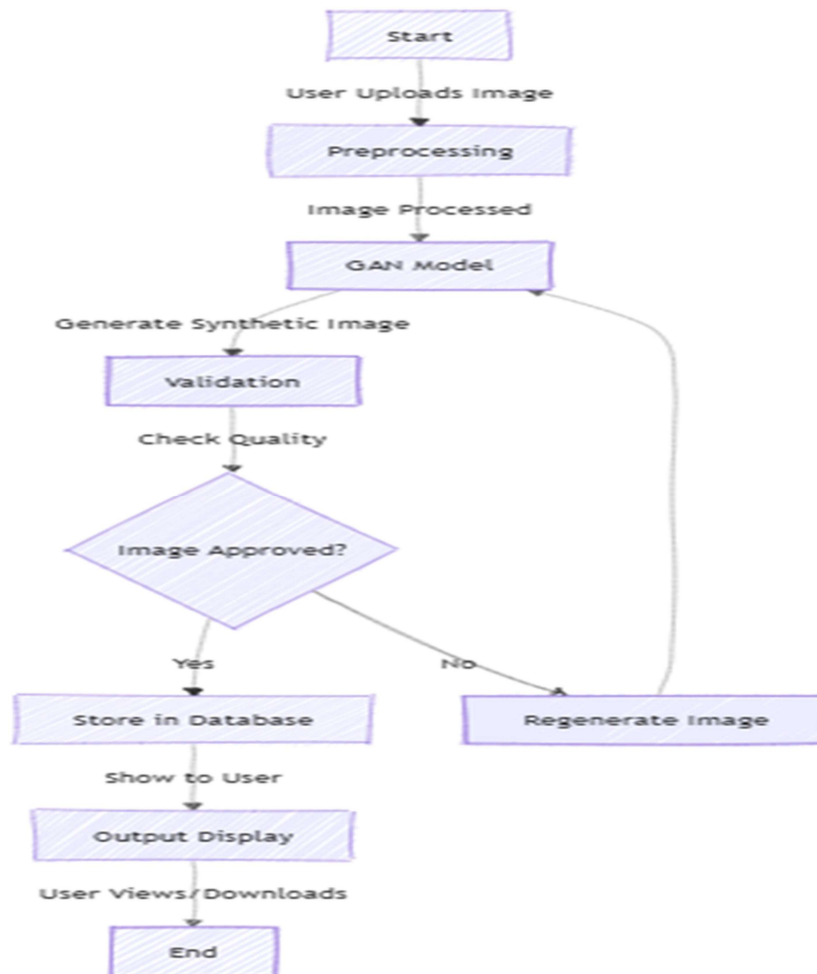 Start
User Uploads Image
Preprocessing
Image Processed
GAN Model
Generate Synthetic Image
Validation
Check Quality
Image Approved?
Yes
No
Store in Database
Regenerate Image
Show to User
Output Display
User Views/Downloads
End